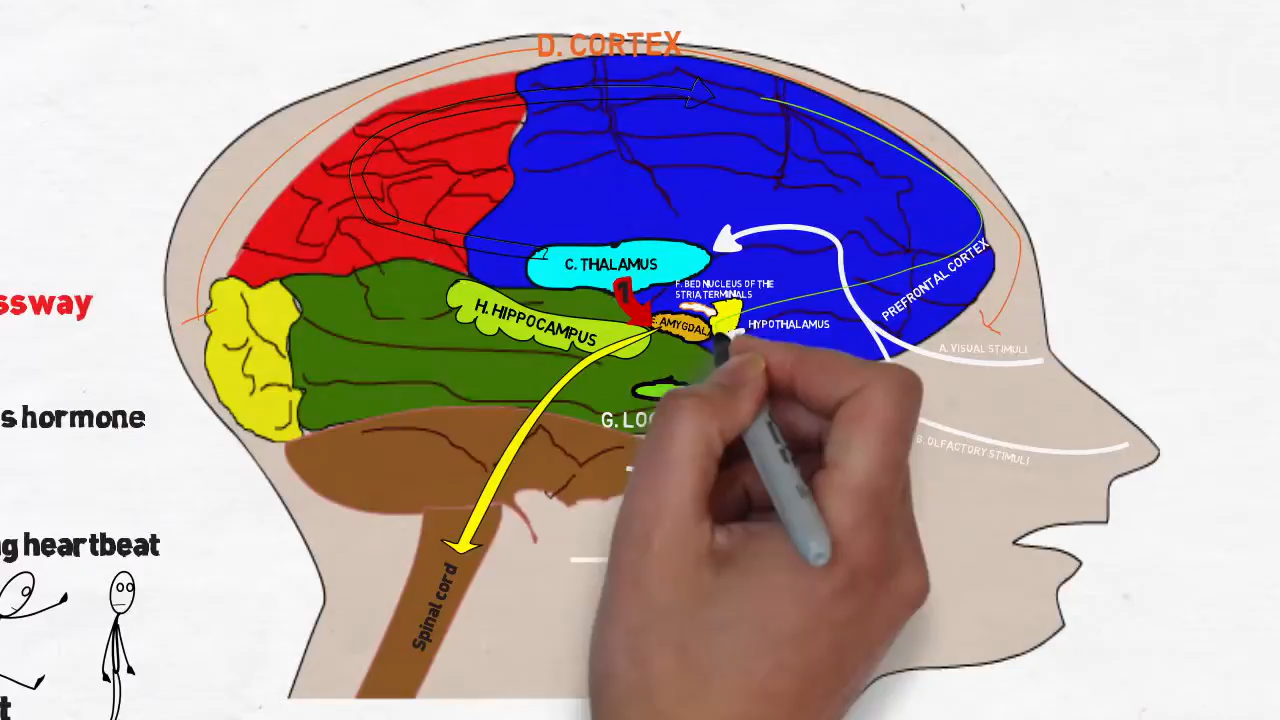 D. CORTEX
C. THALAMUS
1
F. BED NUCLEUS OF THE
STRIA TERMINALS
H. HIPPOCAMPUS
AMYGDAL
HYPOTHALAMUS
PREFRONTAL CORTEX
A. VISUAL STIMULI
ssway
s hormone
G. LOC
B. OLFACTORY STIMULI
g heartbeat
Spinal cord
t